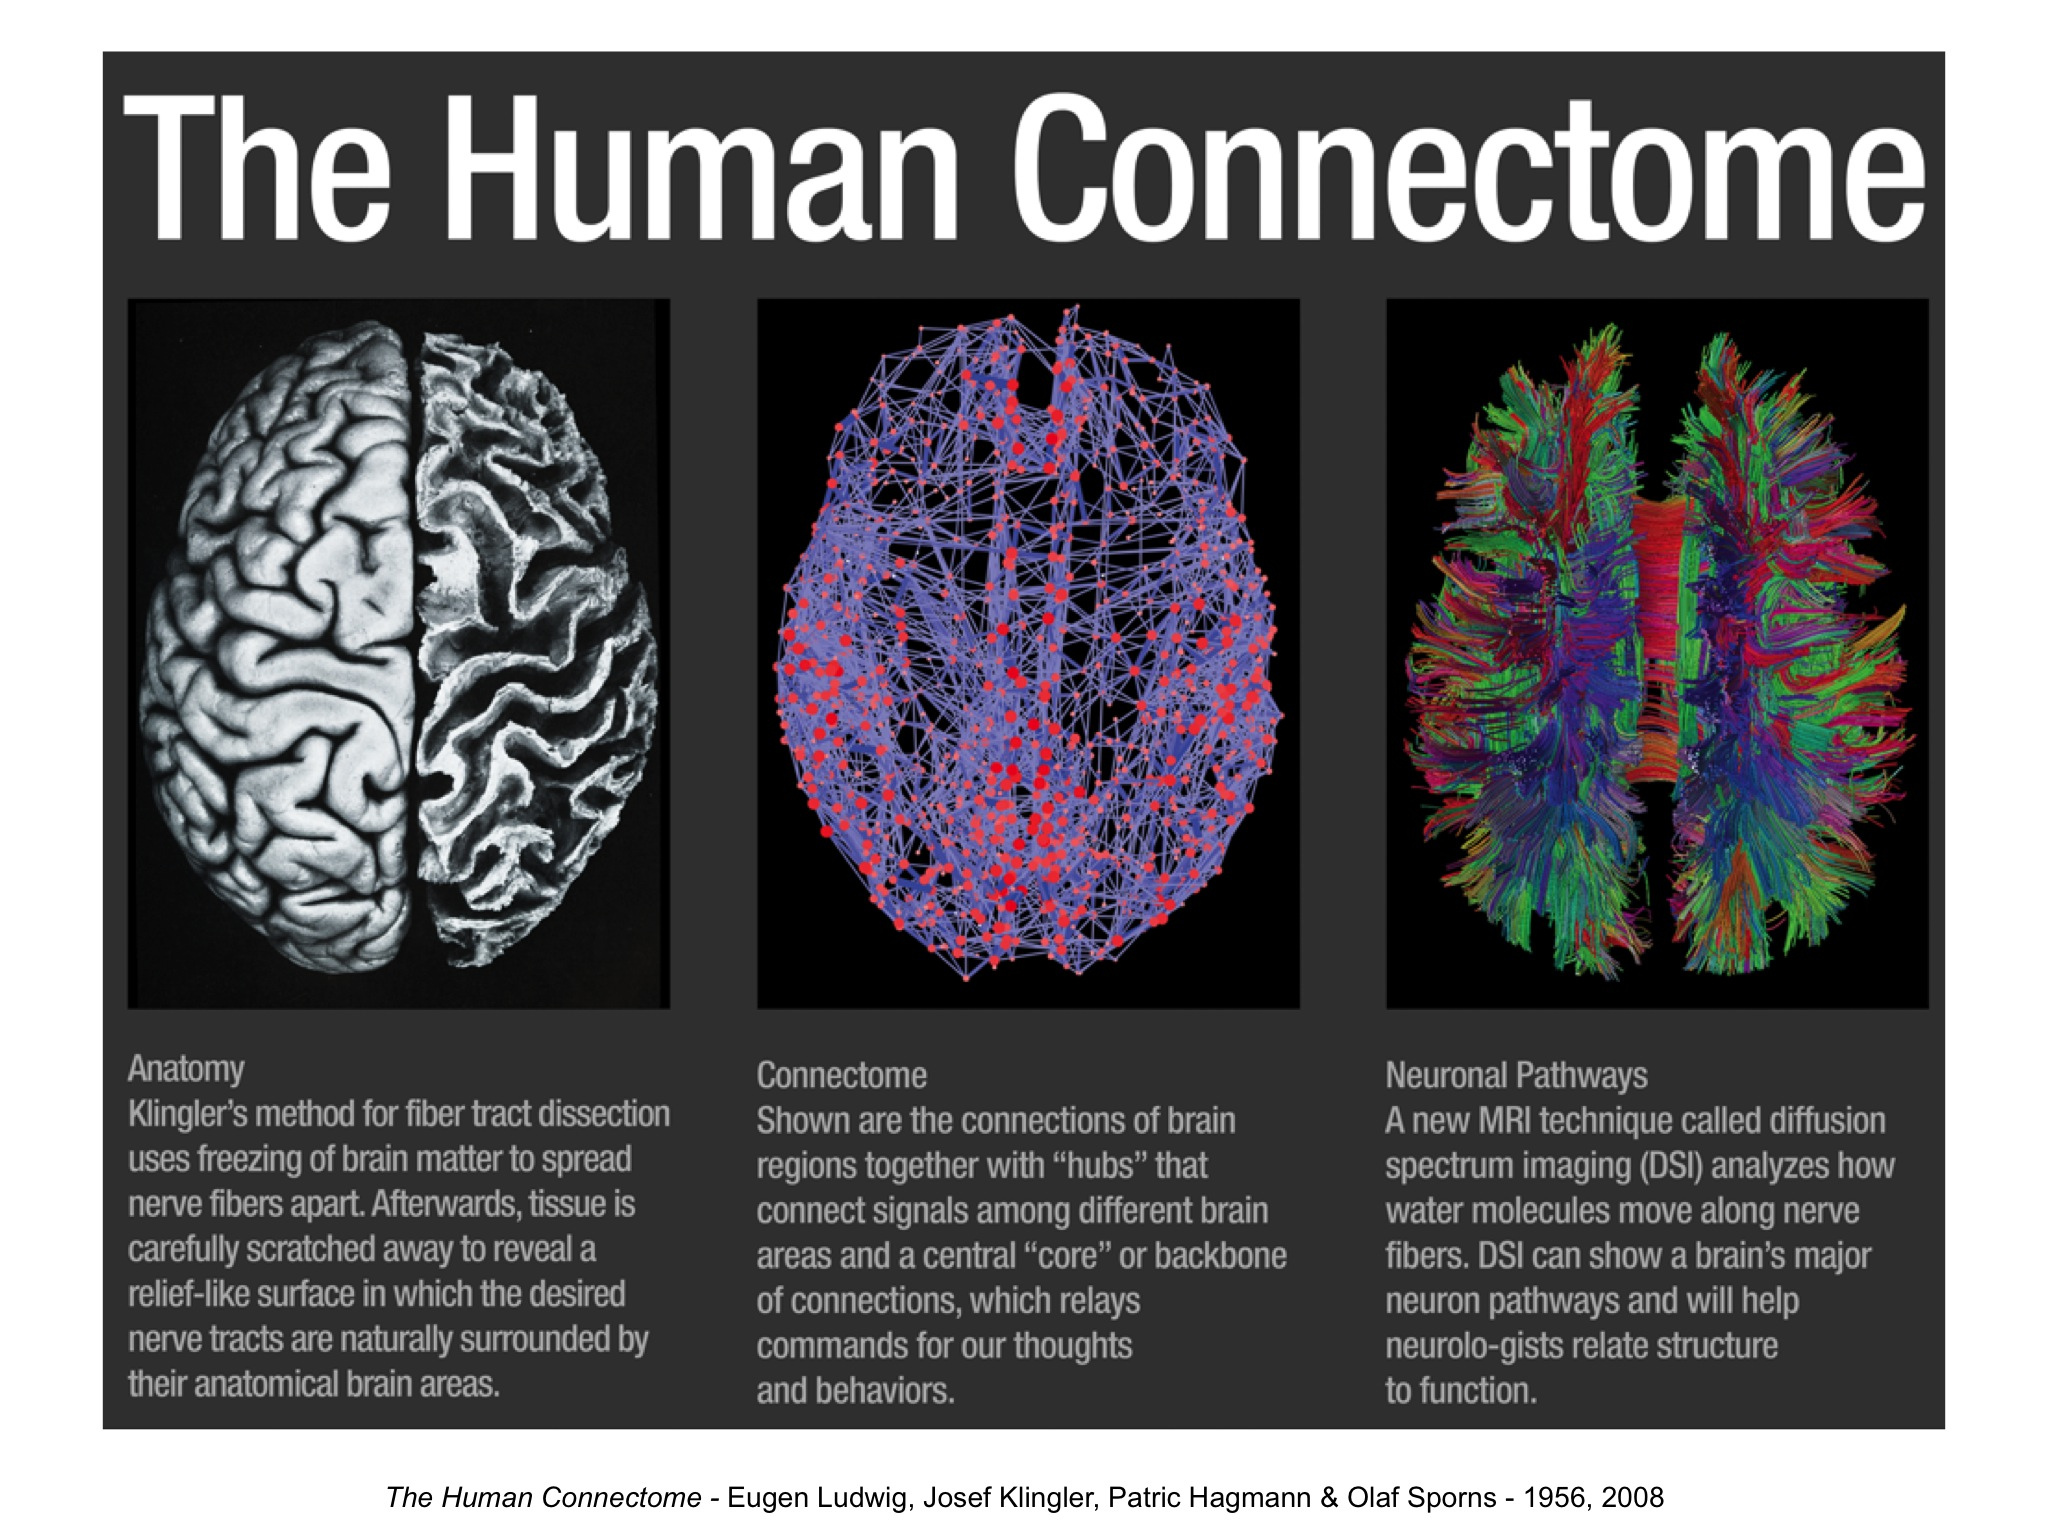 The Human Connectome
Anatomy
Klingler’s method for fiber tract dissection
uses freezing of brain matter to spread
nerve fibers apart. Afterwards, tissue is
carefully scratched away to reveal a
relief-like surface in which the desired
nerve tracts are naturally surrounded by
their anatomical brain areas.
Connectome
Shown are the connections of brain
regions together with “hubs” that
connect signals among different brain
areas and a central “core” or backbone
of connections, which relays
commands for our thoughts
and behaviors.
Neuronal Pathways
A new MRI technique called diffusion
spectrum imaging (DSI) analyzes how
water molecules move along nerve
fibers. DSI can show a brain’s major
neuron pathways and will help
neurolo-gists relate structure
to function.
The Human Connectome - Eugen Ludwig, Josef Klingler, Patric Hagmann & Olaf Sporns - 1956, 2008